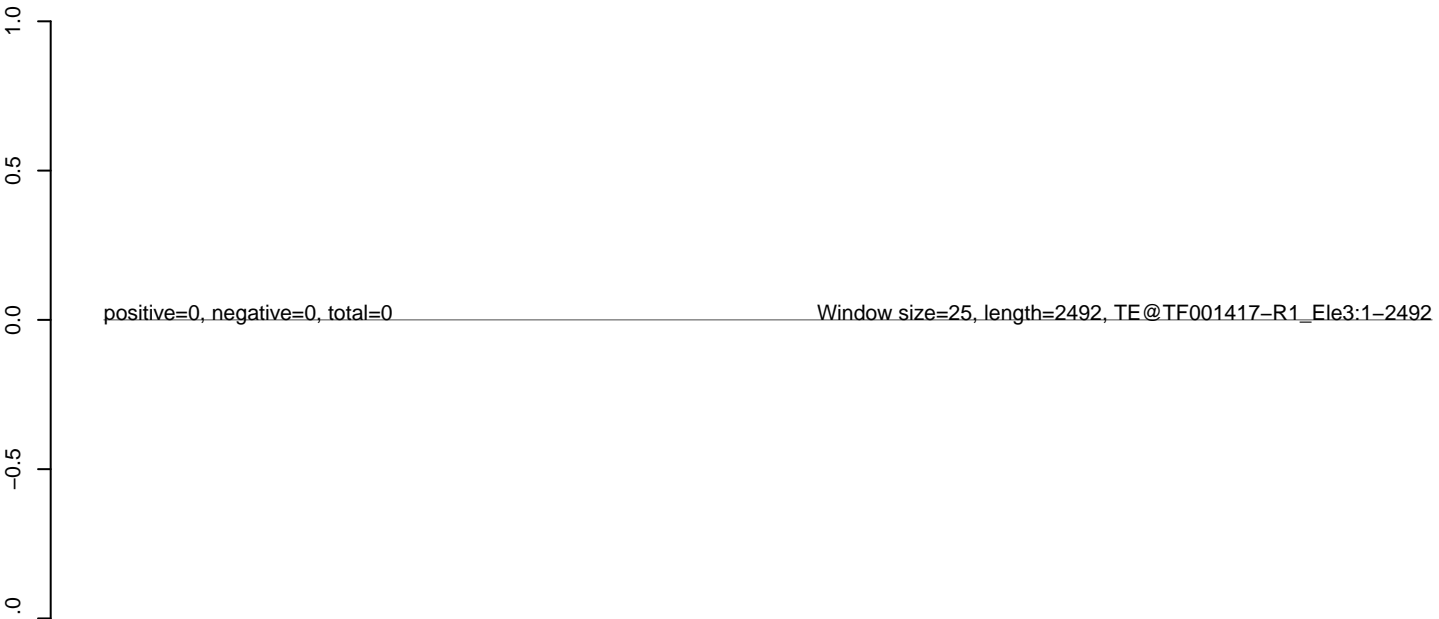 1.0
0.5
0.0
−0.5
.0
positive=0, negative=0, total=0
Window size=25, length=2492, TE@TF001417−R1_Ele3:1−2492